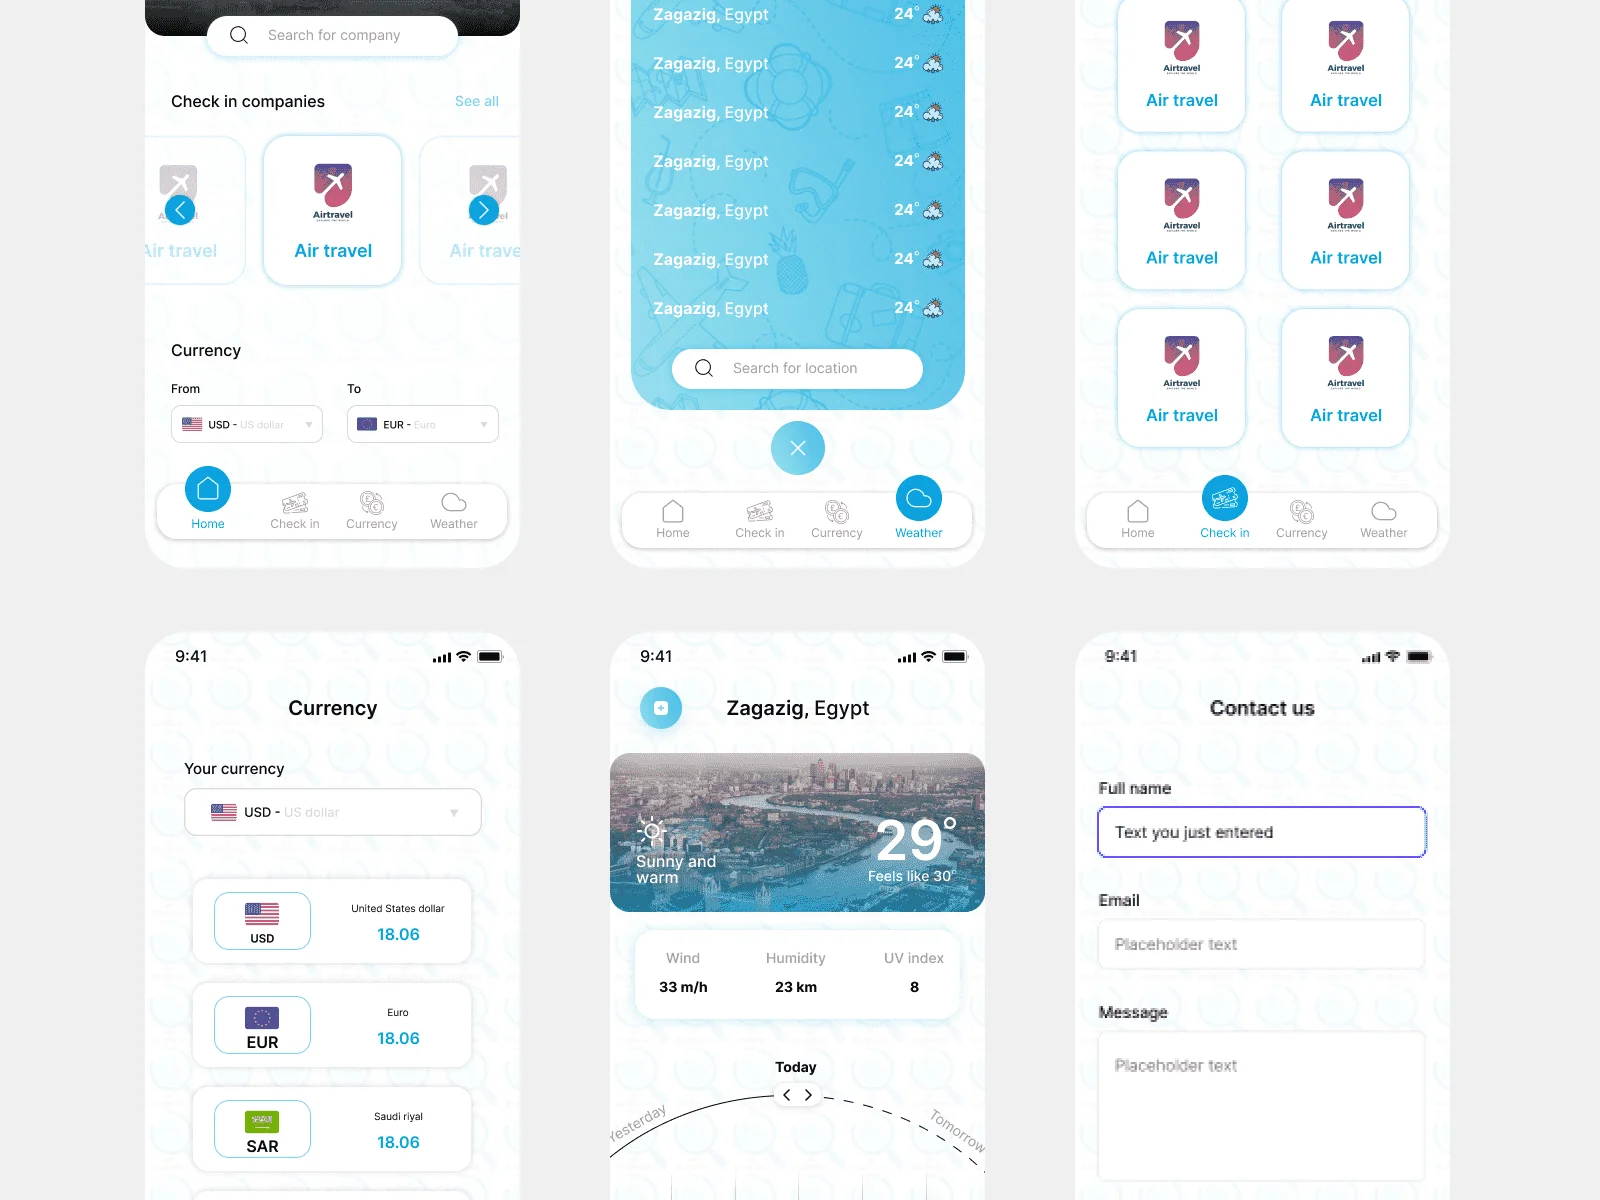 Search for company
Check in companies
See all
Airtravel
Air travel
Airtravel
Air travel
Air travel
Currency
From
To
USD - US dollar
EUR - Euro
Home
Check in
Currency
Weather
Zagazig, Egypt 24°
Zagazig, Egypt 24°
Zagazig, Egypt 24°
Zagazig, Egypt 24°
Zagazig, Egypt 24°
Zagazig, Egypt 24°
Zagazig, Egypt 24°
Search for location
Home
Check in
Currency
Weather
Airtravel
EXPLORE THE WORLD
Air travel
Airtravel
EXPLORE THE WORLD
Air travel
Airtravel
Air travel
Airtravel
Air travel
Airtravel
Air travel
Airtravel
Air travel
Home
Check in
Currency
Weather
9:41
Currency
Your currency
USD - US dollar
USD
United States dollar
18.06
EUR
Euro
18.06
SAR
Saudi riyal
18.06
9:41
Zagazig, Egypt
Sunny and
warm
29°
Feels like 30°
Wind
Humidity
UV index
33 m/h
23 km
8
Today
Yesterday
Tomorrow
9:41
Contact us
Full name
Text you just entered
Email
Placeholder text
Message
Placeholder text